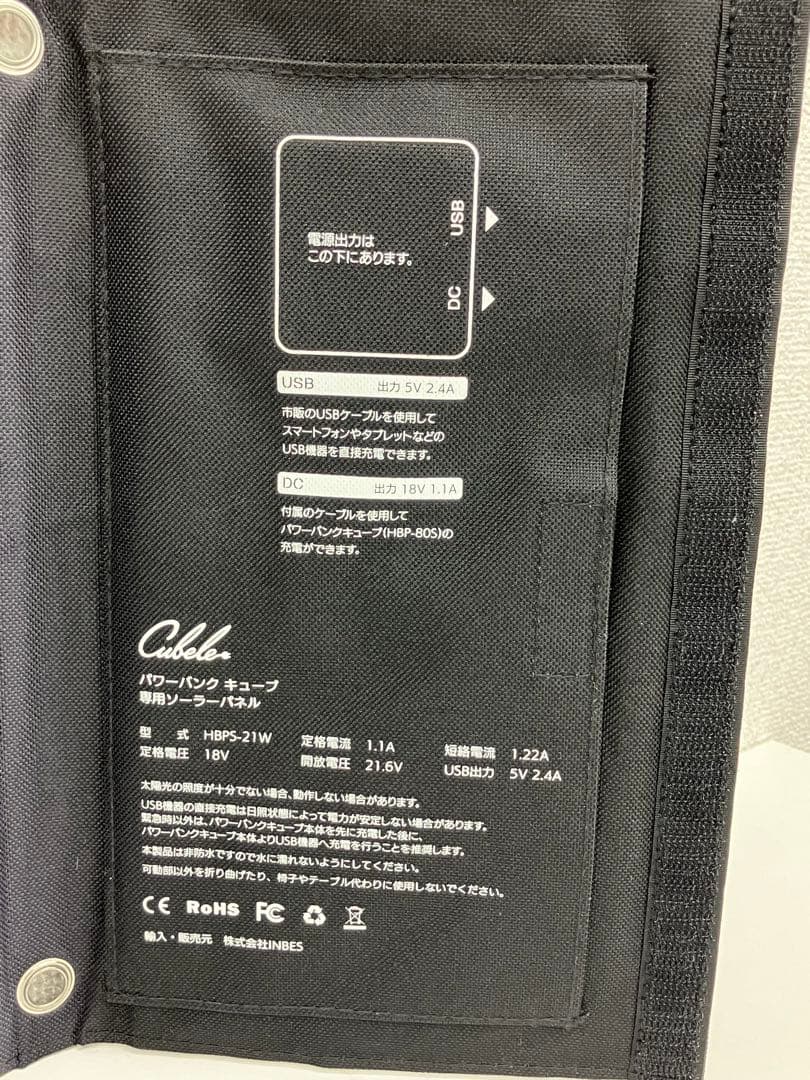 電源出力は
この下にあります。
USB
DC
USB 出力 5V 2.4A
市販のUSBケーブルを使用して
スマートフォンやタブレットなどの
USB機器を直接充電できます。
DC 出力 18V 1.1A
付属のケーブルを使用して
パワーバンクキューブ(HBP-80S)の
充電ができます。
Cubele
パワーバンク キューブ
専用ソーラーパネル
型 式 HBPS-21W 定格電流 1.1A 短絡電流 1.22A
定格電圧 18V 開放電圧 21.6V USB出力 5V 2.4A
太陽光の照度が十分でない場合、動作しない場合があります。
USB機器の直接充電は日照状態によって電力が安定しない場合があります。
緊急時以外は、パワーバンクキューブ本体を先に充電した後に、
パワーバンクキューブ本体よりUSB機器へ充電を行うことを推奨します。
本製品は非防水ですので水に濡れないようにしてください。
可動部以外を折り曲げたり、椅子やテーブル代わりに使用しないでください。
CE RoHS FC
輸入・販売元 株式会社INBES